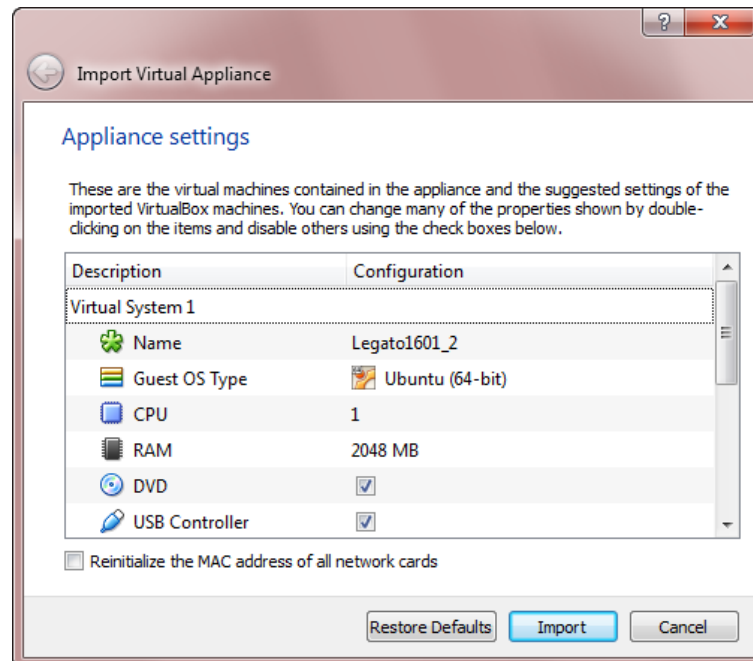 Import Virtual Appliance
Appliance settings
These are the virtual machines contained in the appliance and the suggested settings of the
imported VirtualBox machines. You can change many of the properties shown by double-
clicking on the items and disable others using the check boxes below.
Description Configuration
Virtual System 1
Name Legato1601_2
Guest OS Type Ubuntu (64-bit)
CPU 1
RAM 2048 MB
DVD
USB Controller
Reinitialize the MAC address of all network cards
Restore Defaults Import Cancel